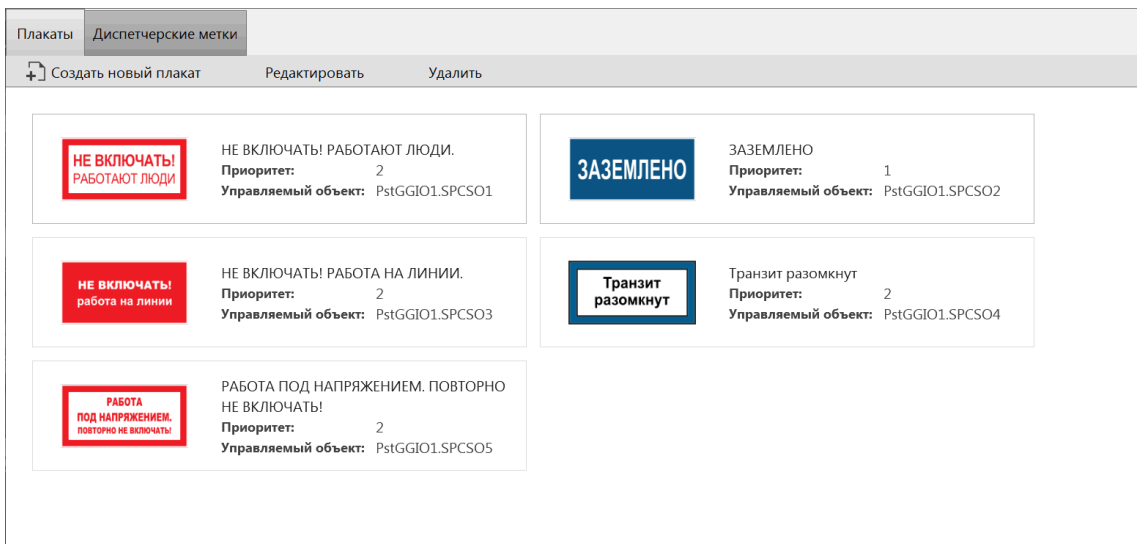 Плакаты Диспетчерские метки
Создать новый плакат Редактировать Удалить
НЕ ВКЛЮЧАТЬ!
РАБОТАЮТ ЛЮДИ
НЕ ВКЛЮЧАТЬ! РАБОТАЮТ ЛЮДИ.
Приоритет: 2
Управляемый объект: PstGGIO1.SPCSO1
ЗАЗЕМЛЕНО
ЗАЗЕМЛЕНО
Приоритет: 1
Управляемый объект: PstGGIO1.SPCSO2
НЕ ВКЛЮЧАТЬ!
работа на линии
НЕ ВКЛЮЧАТЬ! РАБОТА НА ЛИНИИ.
Приоритет: 2
Управляемый объект: PstGGIO1.SPCSO3
Транзит
разомкнут
Транзит разомкнут
Приоритет: 2
Управляемый объект: PstGGIO1.SPCSO4
РАБОТА
ПОД НАПРЯЖЕНИЕМ.
ПОВТОРНО НЕ ВКЛЮЧАТЬ!
РАБОТА ПОД НАПРЯЖЕНИЕМ. ПОВТОРНО
НЕ ВКЛЮЧАТЬ!
Приоритет: 2
Управляемый объект: PstGGIO1.SPCSO5